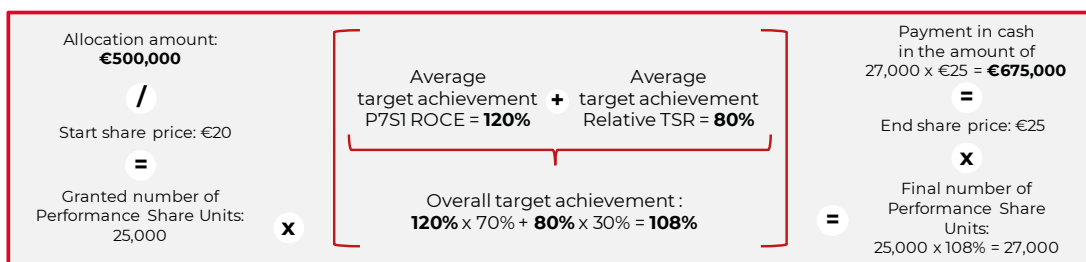 Allocation amount:
€500,000
/
Start share price: €20
=
Granted number of
Performance Share Units:
25,000
x
Average
target achievement
P7S1 ROCE = 120%
+
Average
target achievement
Relative TSR = 80%
Overall target achievement :
120% x 70% + 80% x 30% = 108%
=
Payment in cash
in the amount of
27,000 x €25 = €675,000
=
End share price: €25
x
Final number of
Performance Share
Units:
25,000 x 108% = 27,000